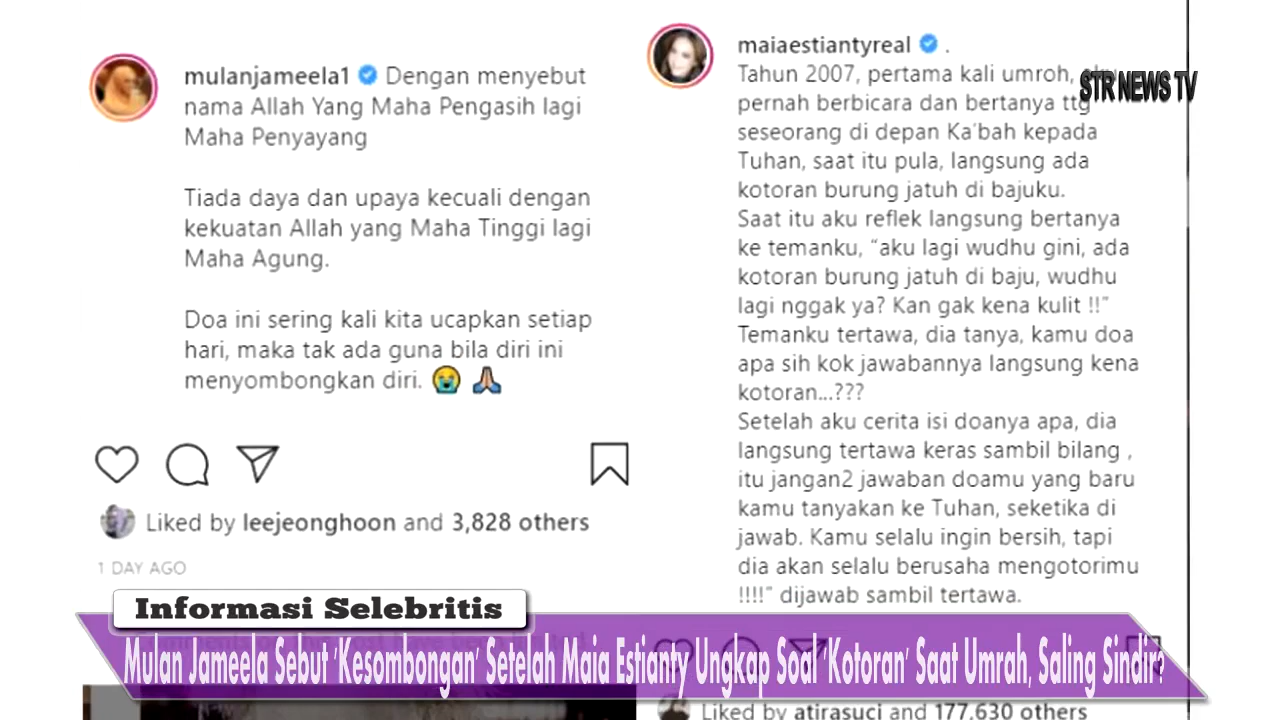 mulanjameela1 Dengan menyebut
nama Allah Yang Maha Pengasih lagi
Maha Penyayang
Tiada daya dan upaya kecuali dengan
kekuatan Allah yang Maha Tinggi lagi
Maha Agung.
Doa ini sering kali kita ucapkan setiap
hari, maka tak ada guna bila diri ini
menyombongkan diri. 😭 🙏🏻
Liked by leejeonghoon and 3,828 others
1 DAY AGO
maiaestiantyreal .
Tahun 2007, pertama kali umroh,
STR NEWS TV
pernah berbicara dan bertanya ttg
seseorang di depan Ka'bah kepada
Tuhan, saat itu pula, langsung ada
kotoran burung jatuh di bajuku.
Saat itu aku reflek langsung bertanya
ke temanku, “aku lagi wudhu gini, ada
kotoran burung jatuh di baju, wudhu
lagi nggak ya? Kan gak kena kulit !!”
Temanku tertawa, dia tanya, kamu doa
apa sih kok jawabannya langsung kena
kotoran...???
Setelah aku cerita isi doanya apa, dia
langsung tertawa keras sambil bilang ,
itu jangan2 jawaban doamu yang baru
kamu tanyakan ke Tuhan, seketika di
jawab. Kamu selalu ingin bersih, tapi
dia akan selalu berusaha mengotorimu
!!!!” dijawab sambil tertawa.
Informasi Selebritis
Mulan Jameela Sebut 'Kesombongan' Setelah Maia Estianty Ungkap Soal 'Kotoran' Saat Umrah, Saling Sindir?
Liked by atirasuci and 177,630 others